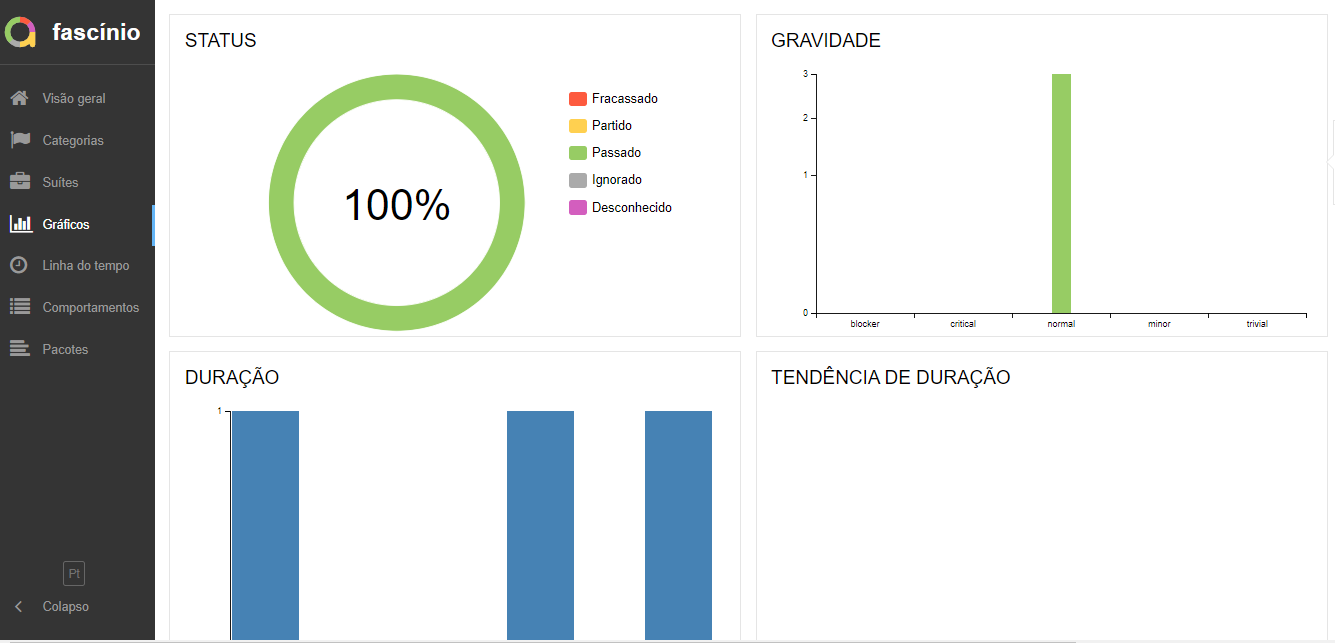 fascínio
Visão geral
Categorias
Suítes
Gráficos
Linha do tempo
Comportamentos
Pacotes
Pt
Colapso
STATUS
100%
Fracassado
Partido
Passado
Ignorado
Desconhecido
GRAVIDADE
3
2
1
0
blocker critical normal minor trivial
DURAÇÃO
1
TENDÊNCIA DE DURAÇÃO